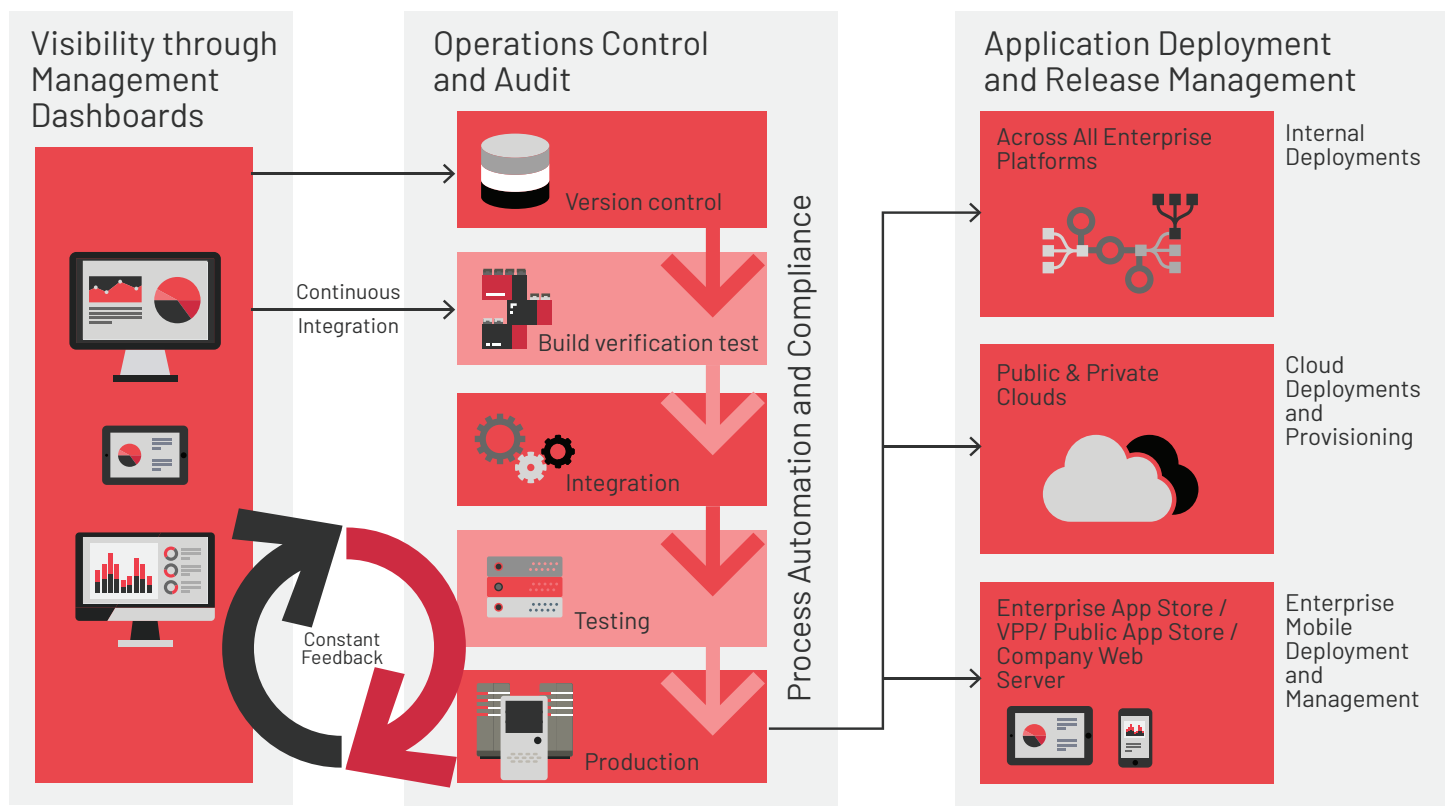 Visibility through
Management
Dashboards
Continuous
Integration
Constant
Feedback
Operations Control
and Audit
Version control
Build verification test
Integration
Testing
Production
Process Automation and Compliance
Application Deployment
and Release Management
Across All Enterprise
Platforms
Internal
Deployments
Public & Private
Clouds
Cloud
Deployments
and
Provisioning
Enterprise App Store /
VPP/ Public App Store /
Company Web
Server
Enterprise
Mobile
Deployment
and
Management